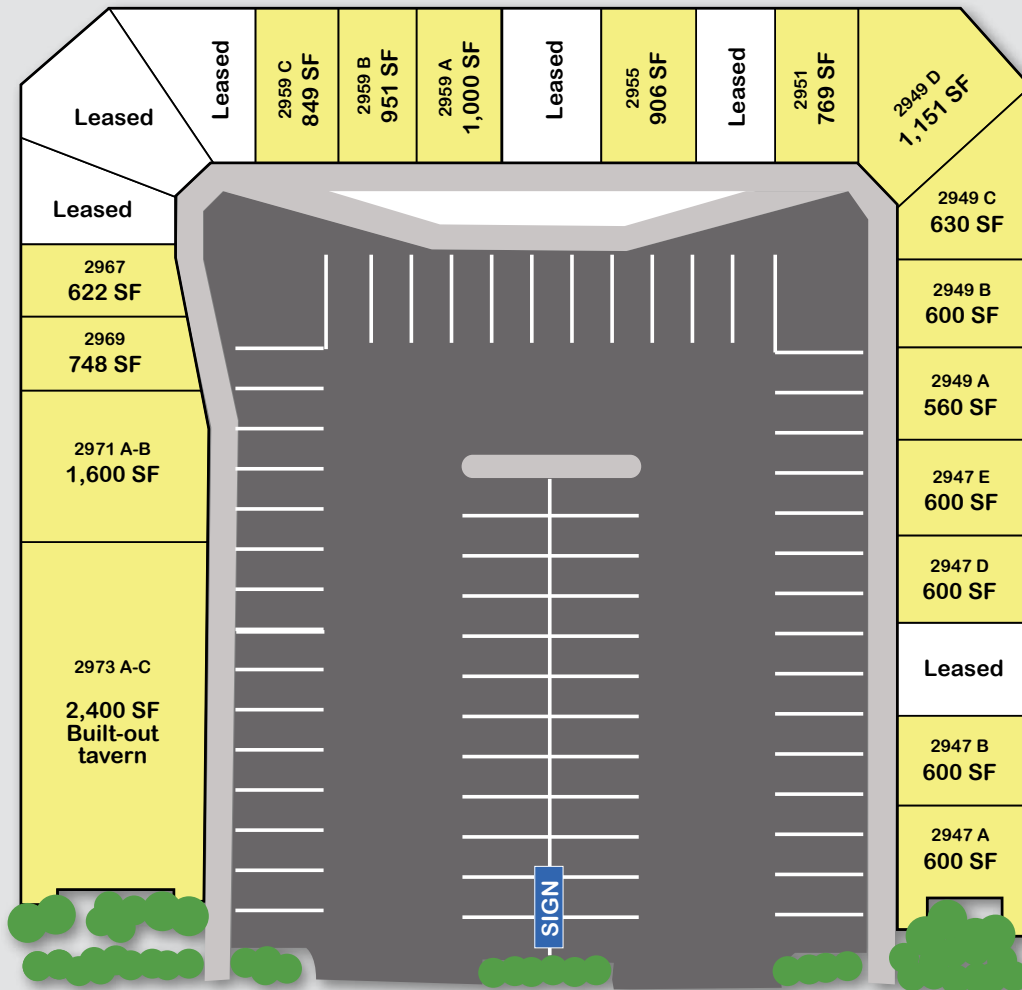 Leased
2959 C
849 SF
2959 B
951 SF
2959 A
1,000 SF
Leased
2955
906 SF
Leased
2951
769 SF
2949 D
1,151 SF
Leased
Leased
2967
622 SF
2969
748 SF
2971 A-B
1,600 SF
2973 A-C
2,400 SF
Built-out
tavern
2949 C
630 SF
2949 B
600 SF
2949 A
560 SF
2947 E
600 SF
2947 D
600 SF
Leased
2947 B
600 SF
2947 A
600 SF
SIGN